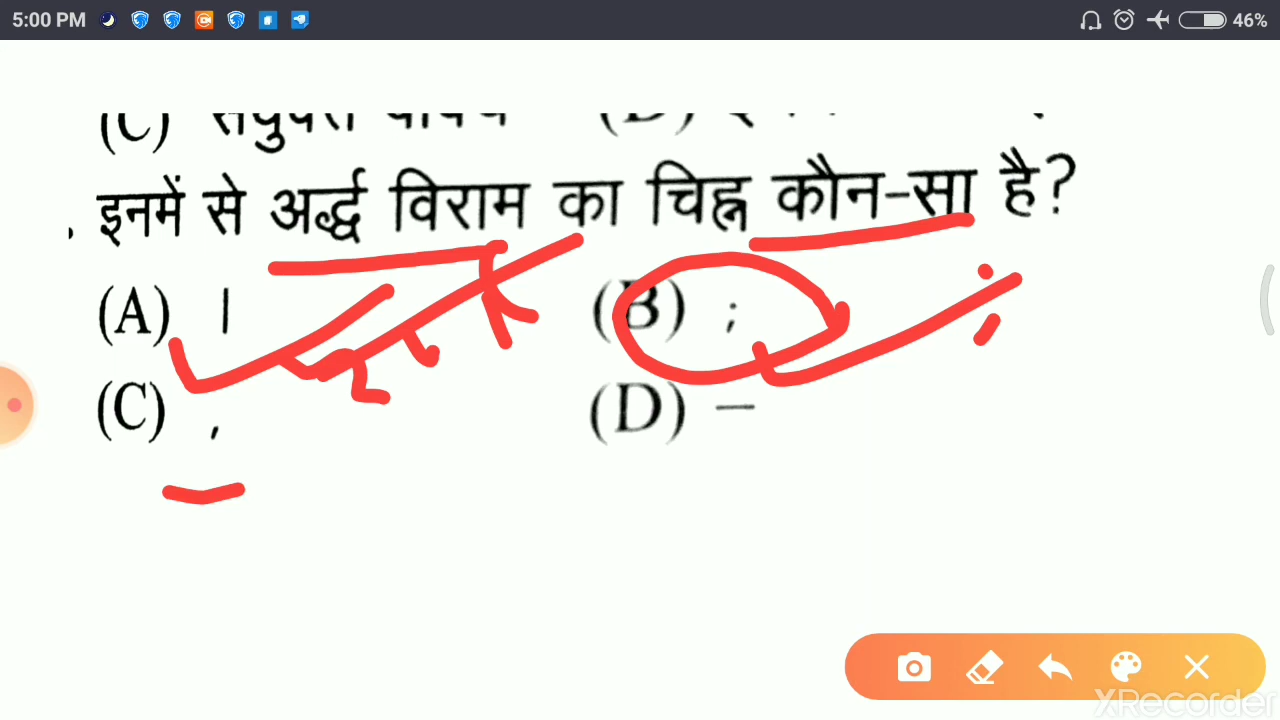 5:00 PM 46%
(C) संयुक्त वाक्य (D)
इनमें से अर्द्ध विराम का चिह्न कौन-सा है?
(A) । (B) ;
(C) , (D) —
XRecorder